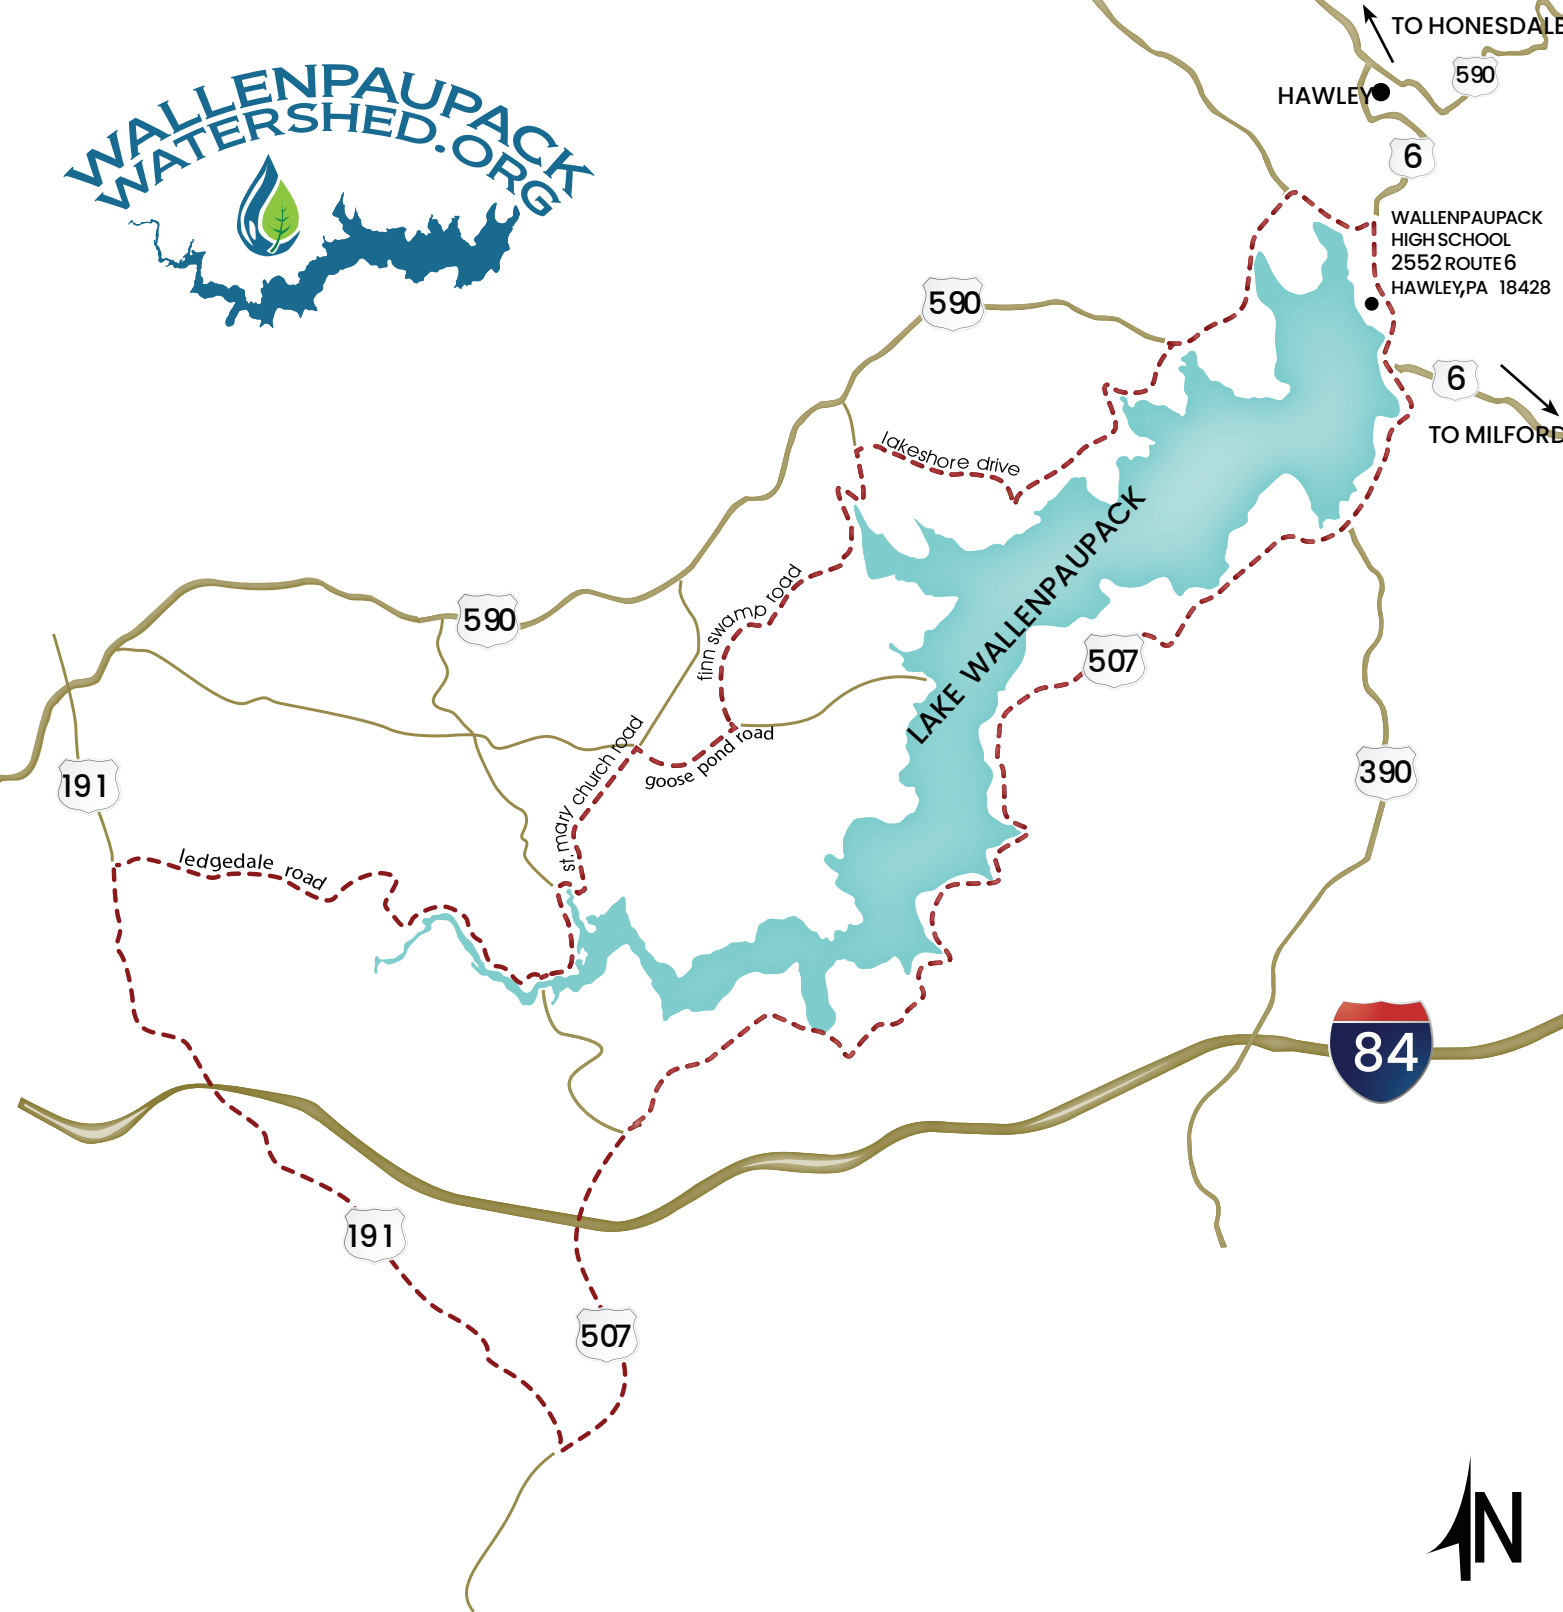 WALLENPAUPACK
WATERSHED.ORG
TO HONESDALE
590
HAWLEY
6
WALLENPAUPACK
HIGH SCHOOL
2552 ROUTE 6
HAWLEY,PA 18428
590
6
TO MILFORD
lakeshore drive
LAKE WALLENPAUPACK
finn swamp road
590
507
goose pond road
st. mary church road
191
390
ledgedale road
84
191
507
N